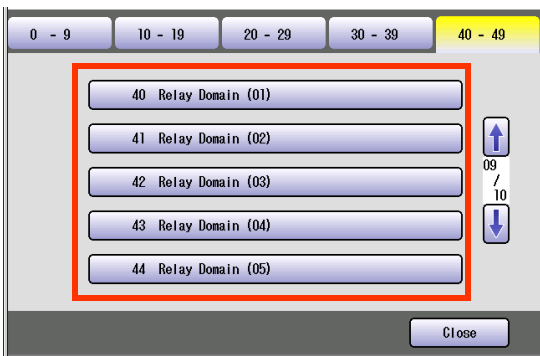 0 - 9 10 - 19 20 - 29 30 - 39 40 - 49
40 Relay Domain (01)
41 Relay Domain (02)
42 Relay Domain (03)
43 Relay Domain (04)
44 Relay Domain (05)
09
/
10
Close